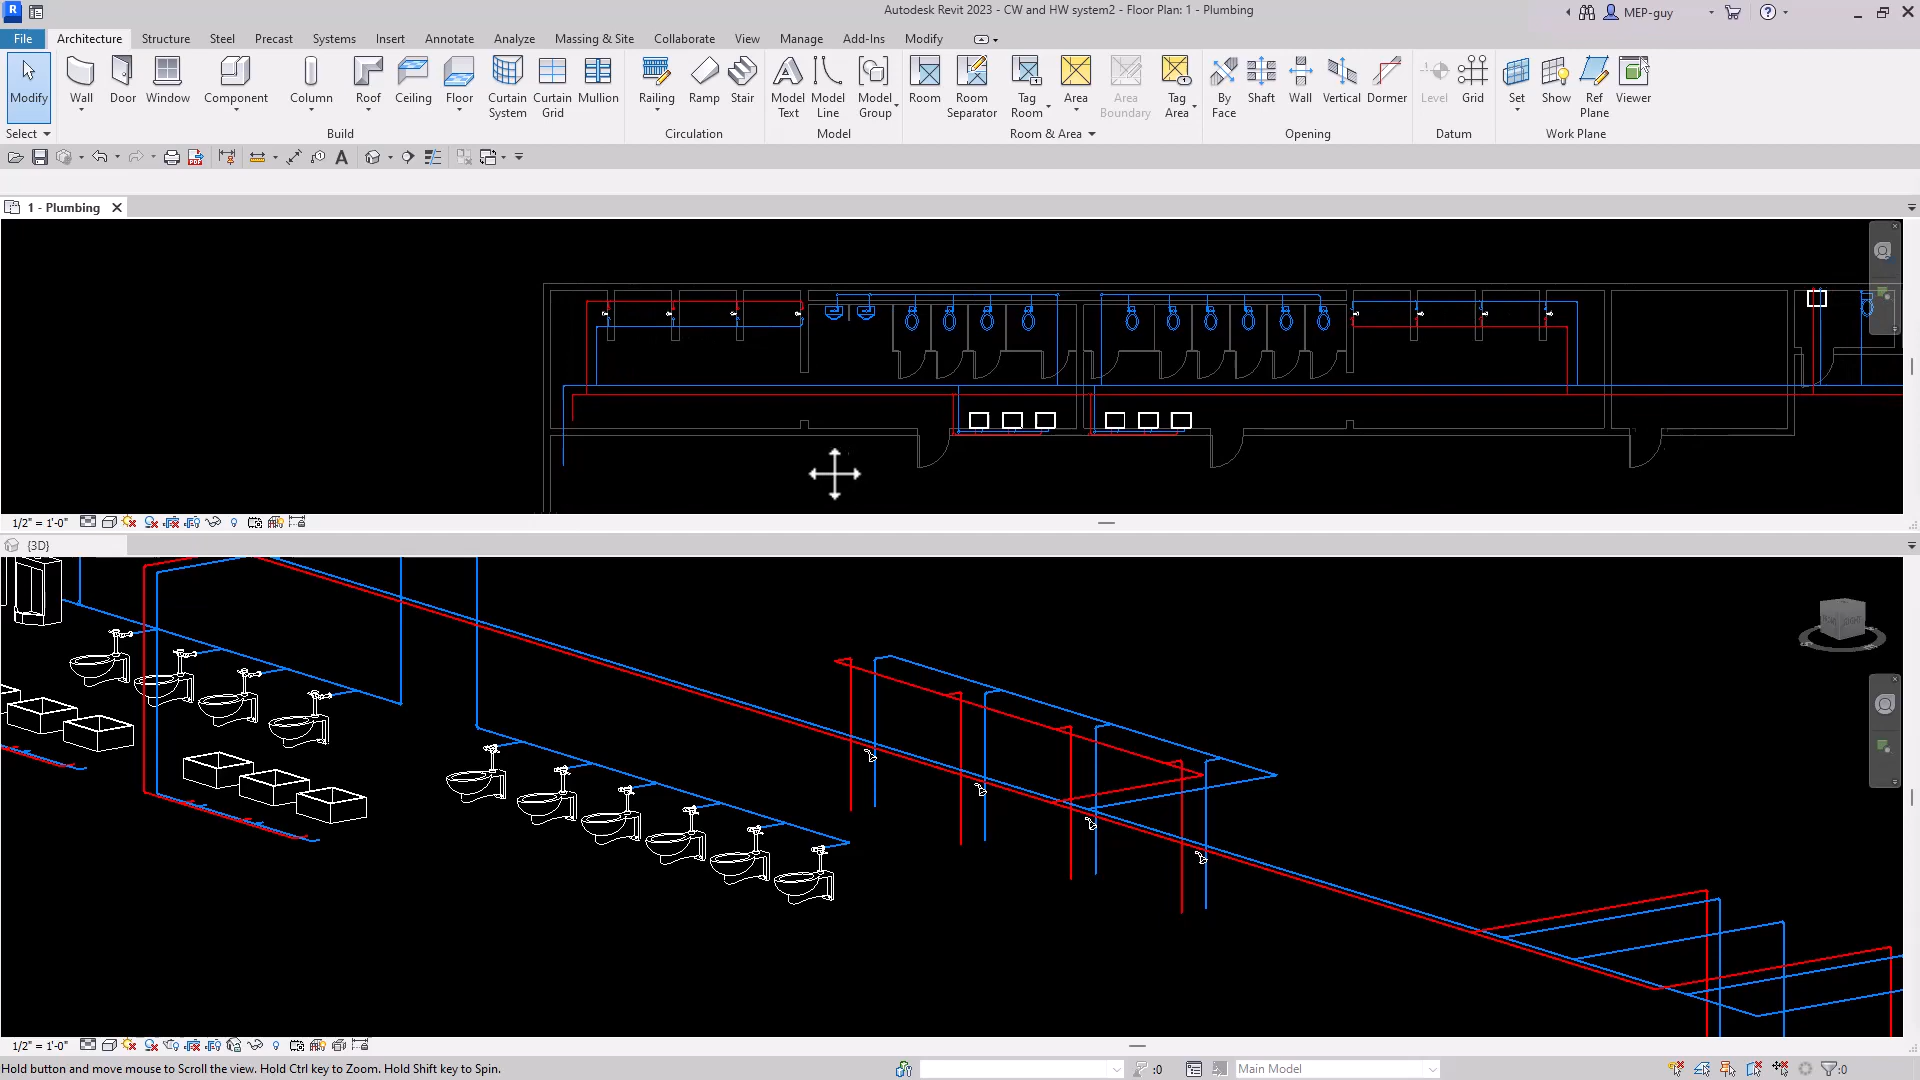 Autodesk Revit 2023 - CW and HW system2 - Floor Plan: 1 - Plumbing
MEP-guy
File Architecture Structure Steel Precast Systems Insert Annotate Analyze Massing & Site Collaborate View Manage Add-Ins Modify
Modify Wall Door Window Component Column Roof Ceiling Floor Curtain System Curtain Grid Mullion Railing Ramp Stair Model Text Model Line Model Group Room Room Separator Tag Room Area Area Boundary Tag Area By Face Shaft Wall Vertical Dormer Level Grid Set Show Ref Plane Viewer
Select Build Circulation Model Room & Area Opening Datum Work Plane
1 - Plumbing
1/2" = 1'-0"
{3D}
1/2" = 1'-0"
Hold button and move mouse to Scroll the view. Hold Ctrl key to Zoom. Hold Shift key to Spin.
:0
Main Model
:0